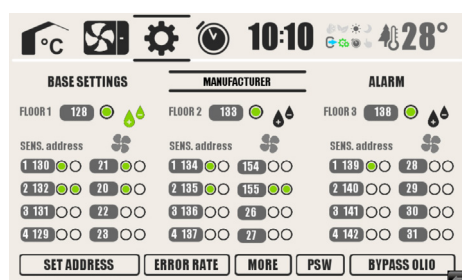 °C 10:10 28°
BASE SETTINGS MANUFACTURER ALARM
FLOOR 1 128 FLOOR 2 133 FLOOR 3 138
SENS. address SENS. address SENS. address
1 130 21 1 134 154 1 139 28
2 132 20 2 135 155 2 140 29
3 131 22 3 136 26 3 141 30
4 129 23 4 137 27 4 142 31
SET ADDRESS ERROR RATE MORE PSW BYPASS OLIO